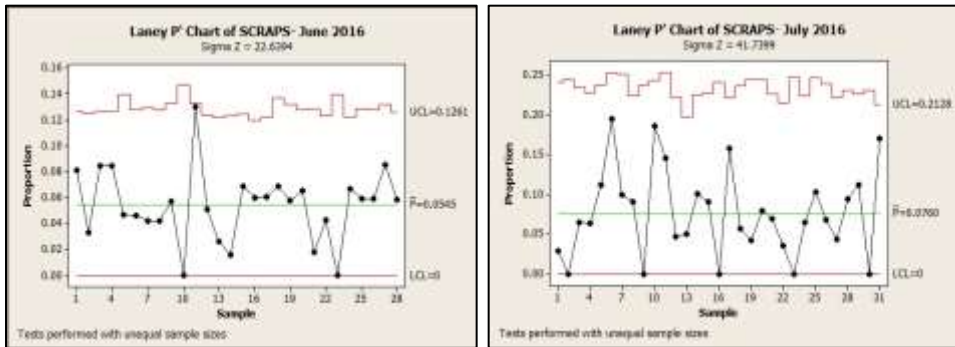 Laney P' Chart of SCRAPS- June 2016
Sigma Z = 22.6394
0.16
0.14
0.12
0.10
0.08
0.06
0.04
0.02
0.00
Proportion
UCL=0.1261
P̄=0.0545
LCL=0
1 4 7 10 13 16 19 22 25 28
Sample
Tests performed with unequal sample sizes
Laney P' Chart of SCRAPS- July 2016
Sigma Z = 41.7399
0.25
0.20
0.15
0.10
0.05
0.00
Proportion
UCL=0.2128
P̄=0.0760
LCL=0
1 4 7 10 13 16 19 22 25 28 31
Sample
Tests performed with unequal sample sizes